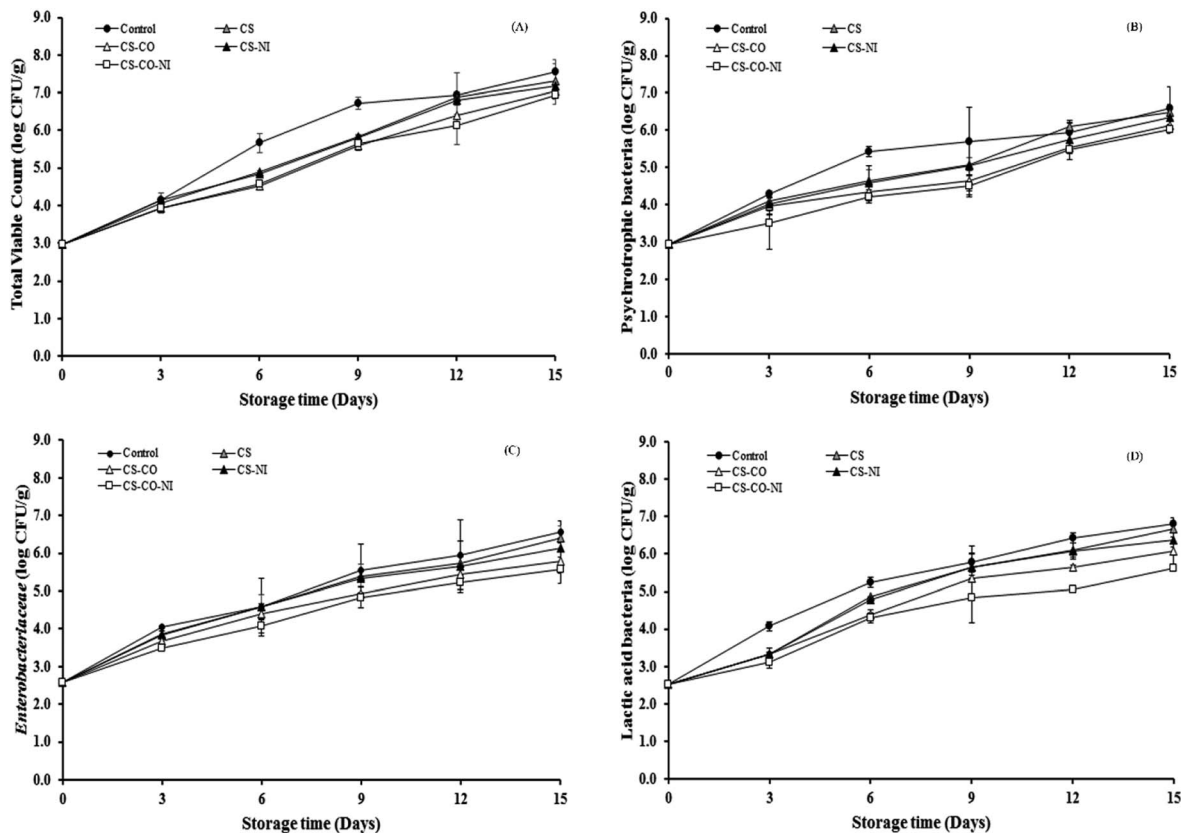 9.0
8.0
7.0
6.0
5.0
4.0
3.0
2.0
1.0
0.0
Total Viable Count (log CFU/g)
Control CS
CS-CO CS-NI
CS-CO-NI
(A)
0 3 6 9 12 15
Storage time (Days)
9.0
8.0
7.0
6.0
5.0
4.0
3.0
2.0
1.0
0.0
Psychrotrophic bacteria (log CFU/g)
Control CS
CS-CO CS-NI
CS-CO-NI
(B)
0 3 6 9 12 15
Storage time (Days)
9.0
8.0
7.0
6.0
5.0
4.0
3.0
2.0
1.0
0.0
Enterobacteriaceae (log CFU/g)
Control CS
CS-CO CS-NI
CS-CO-NI
(C)
0 3 6 9 12 15
Storage time (Days)
9.0
8.0
7.0
6.0
5.0
4.0
3.0
2.0
1.0
0.0
Lactic acid bacteria (log CFU/g)
Control CS
CS-CO CS-NI
CS-CO-NI
(D)
0 3 6 9 12 15
Storage time (Days)